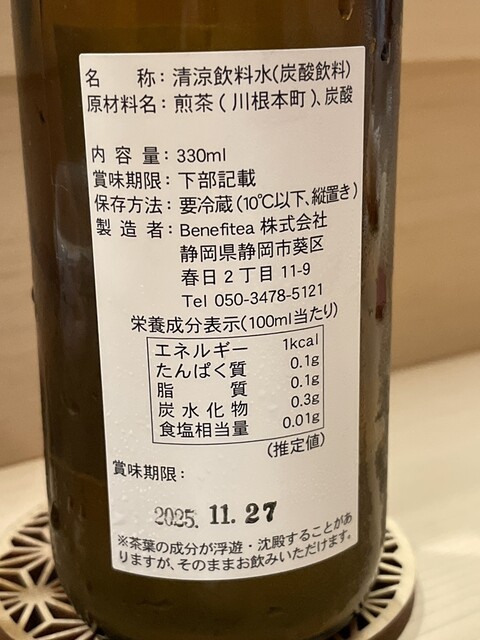 名　　称：清涼飲料水(炭酸飲料)
原材料名：煎茶(川根本町)、炭酸
内 容 量：330ml
賞味期限：下部記載
保存方法：要冷蔵(10℃以下、縦置き)
製 造 者：Benefitea 株式会社
静岡県静岡市葵区
春日２丁目 11-9
Tel 050-3478-5121
栄養成分表示(100ml当たり)
エネルギー 1kcal
たんぱく質 0.1g
脂　　質 0.1g
炭水化物 0.3g
食塩相当量 0.01g
(推定値)
賞味期限：
2025. 11. 27
※茶葉の成分が浮遊・沈殿することがあ
りますが、そのままお飲みいただけます。